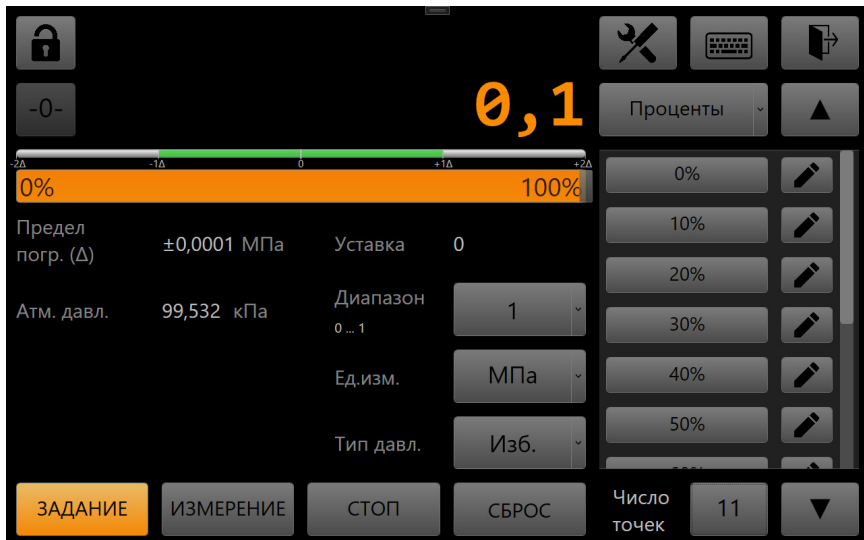 -0-
0,1
Проценты
-2Δ -1Δ 0 +1Δ +2Δ
0% 100%
0%
10%
20%
30%
40%
50%
Предел
погр. (Δ)
±0,0001 МПа
Уставка 0
Атм. давл. 99,532 кПа
Диапазон
0 ... 1
1
Ед.изм. МПа
Тип давл. Изб.
ЗАДАНИЕ ИЗМЕРЕНИЕ СТОП СБРОС
Число
точек
11